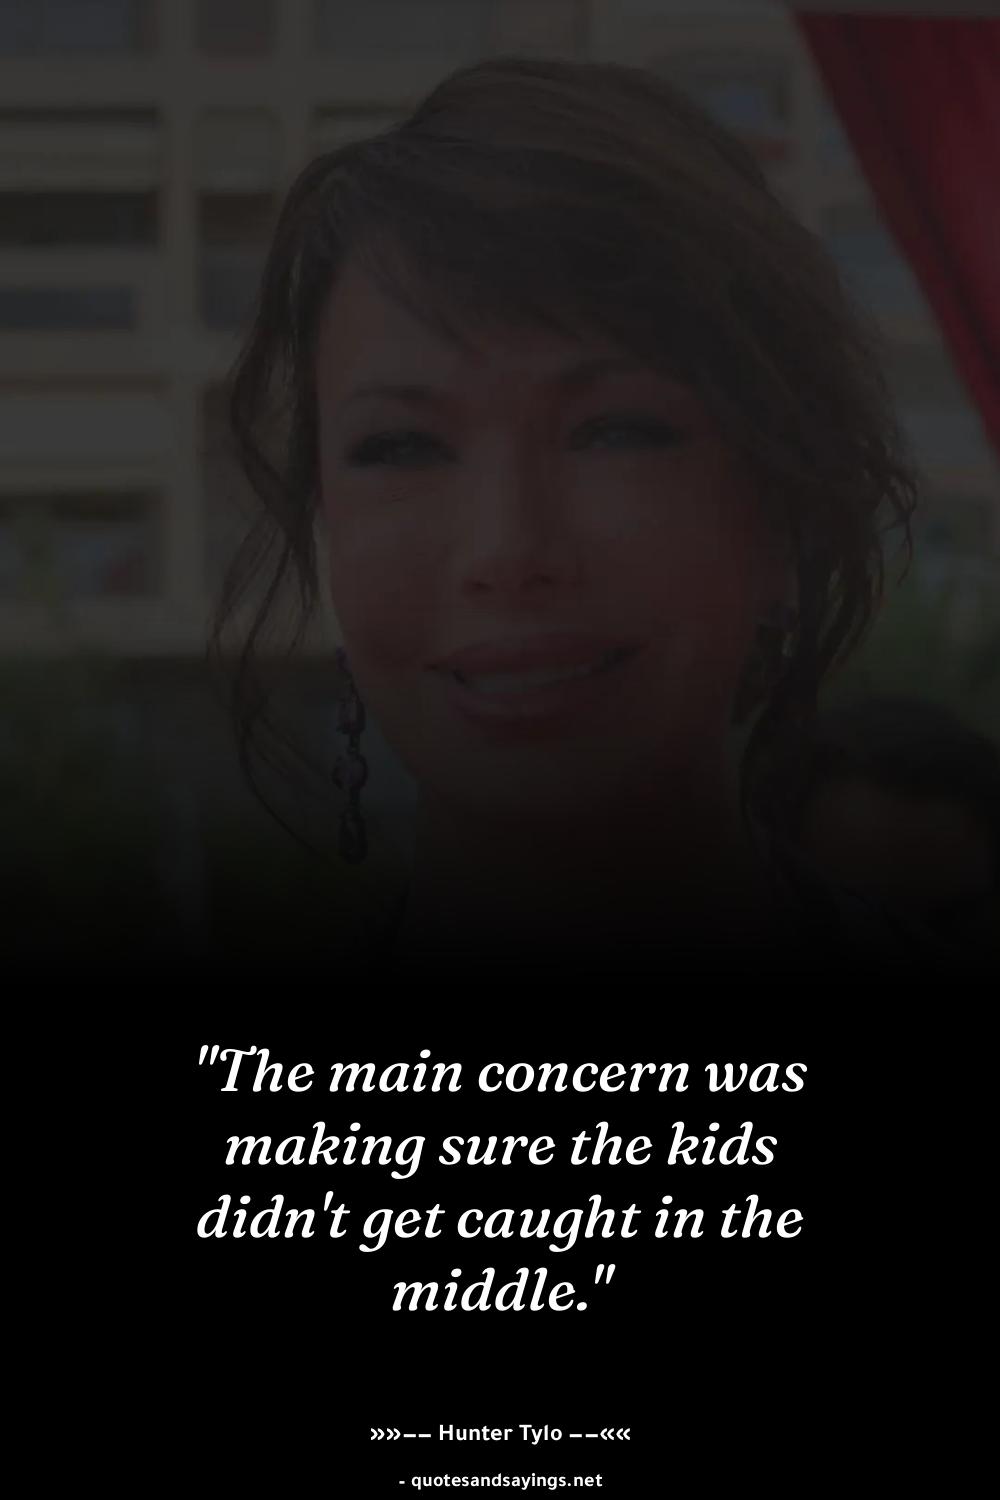 "The main concern was
making sure the kids
didn't get caught in the
middle."
»»−− Hunter Tylo −−««
- quotesandsayings.net